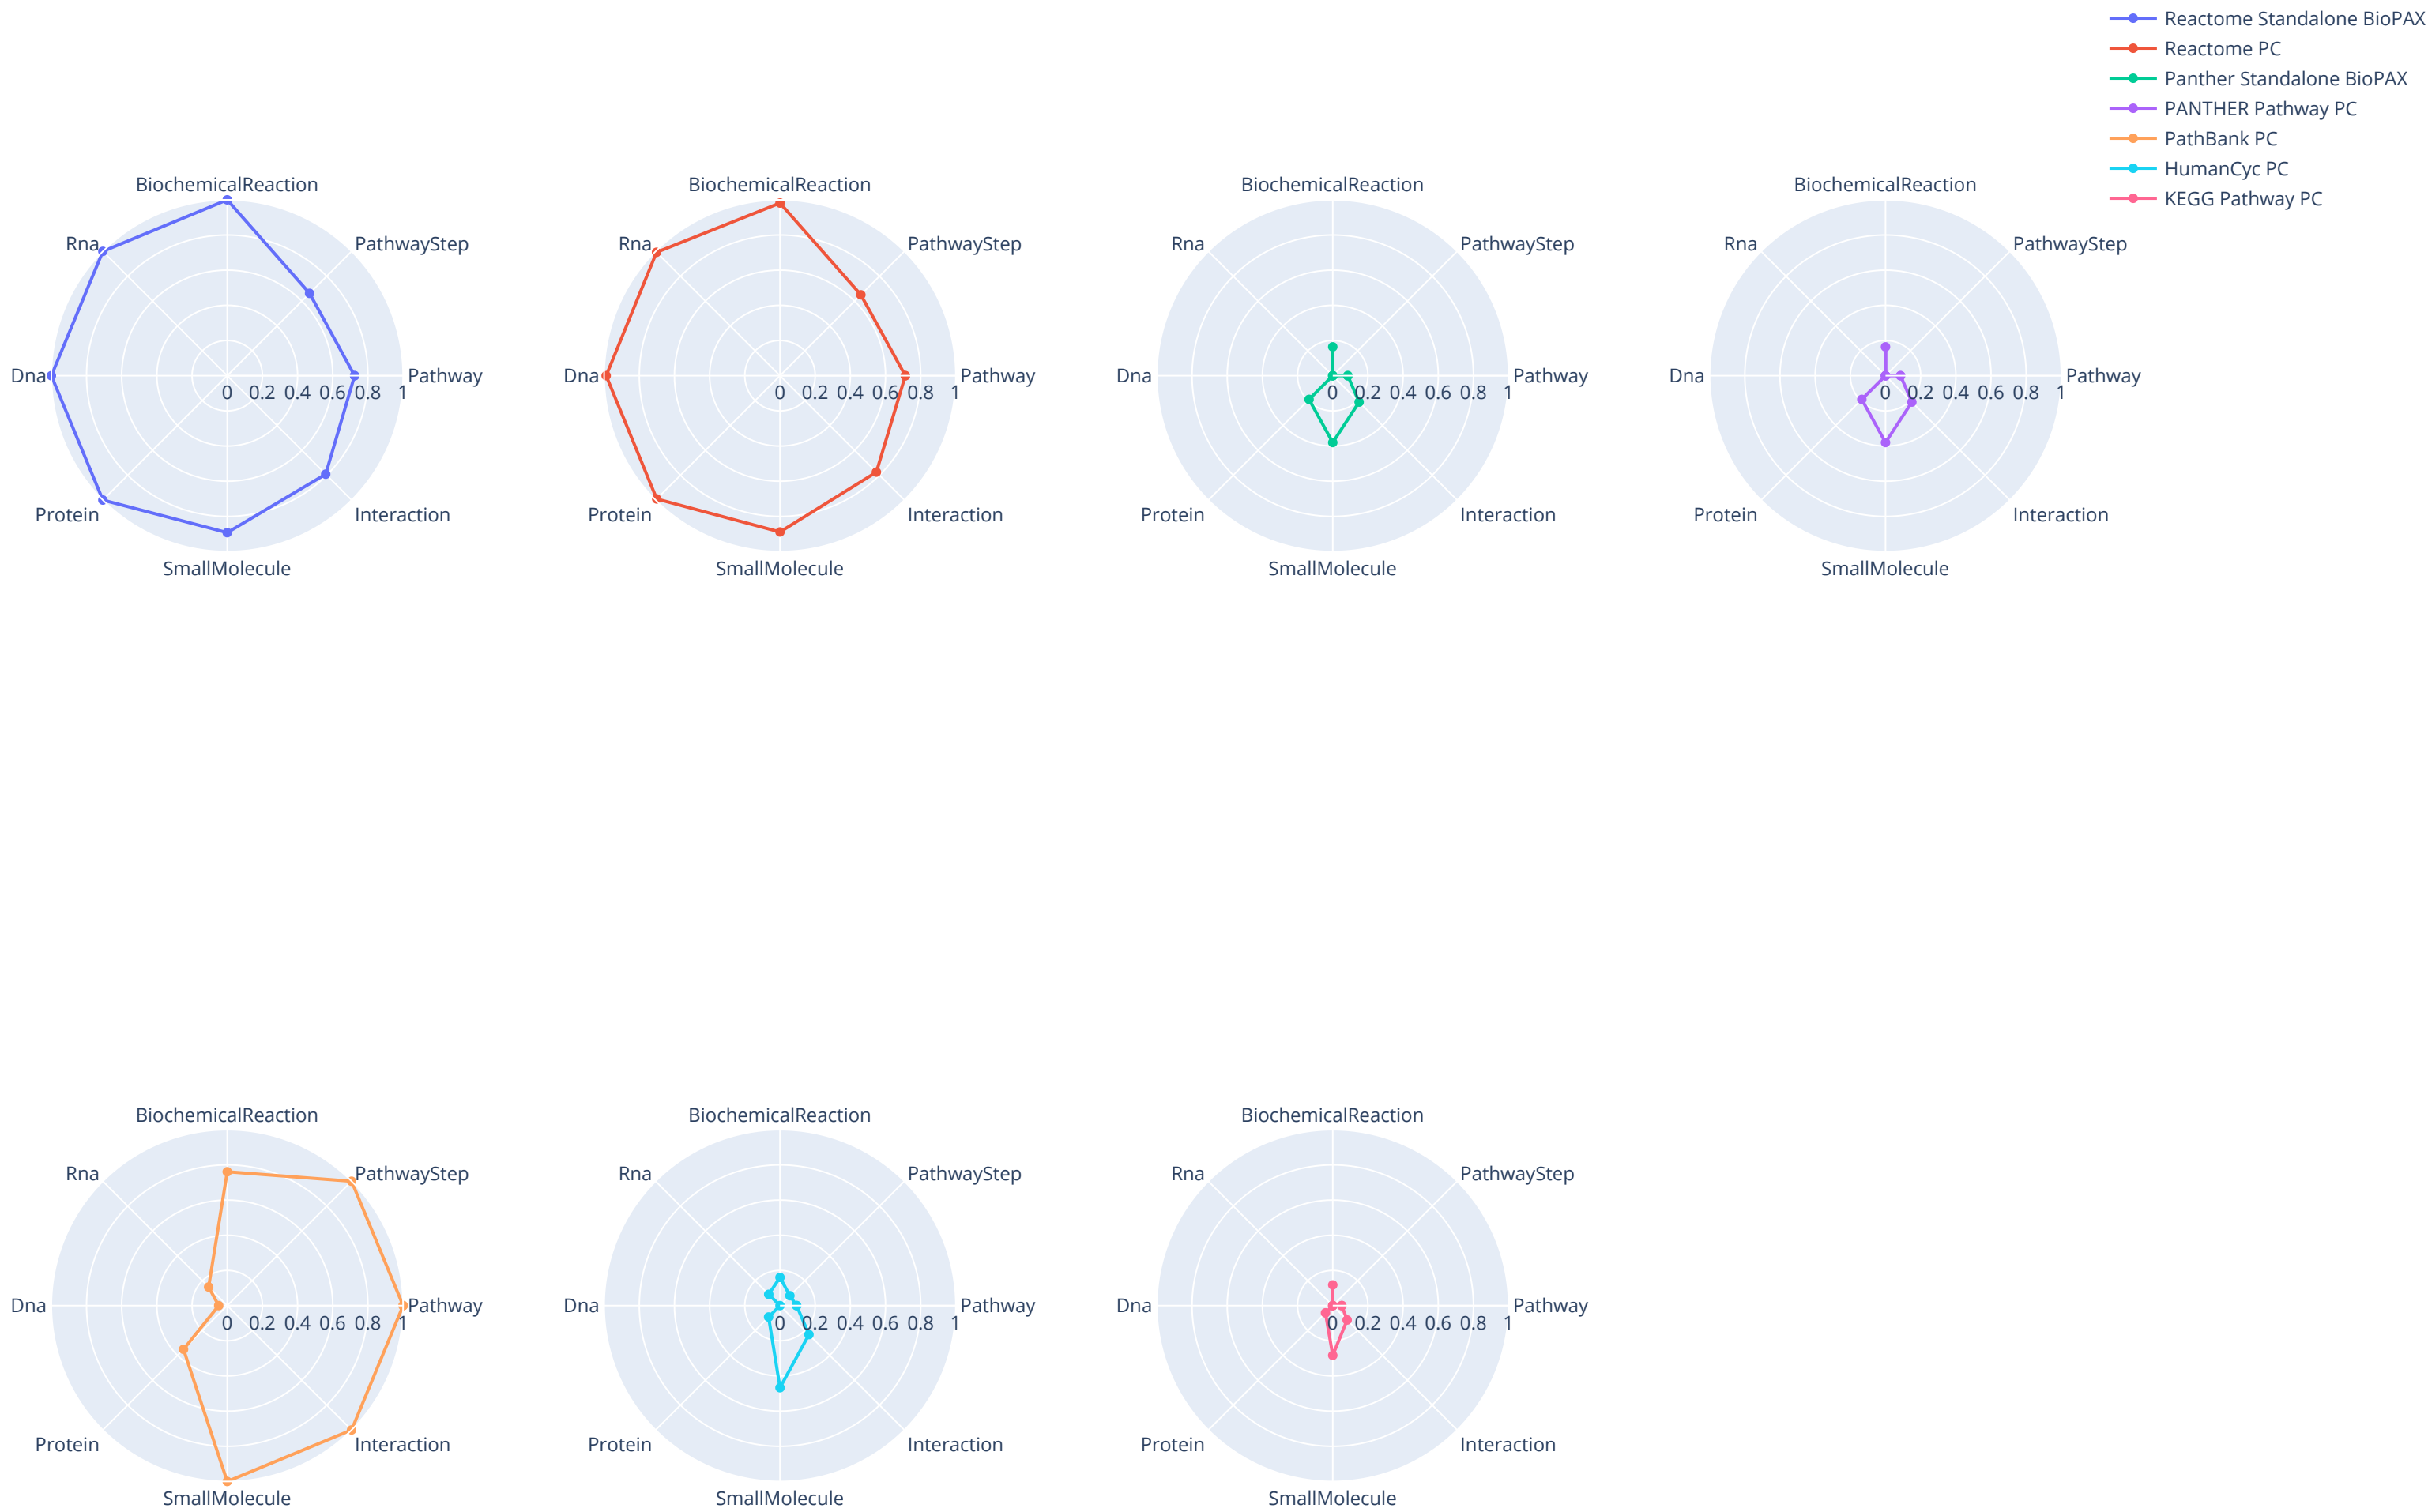 Reactome Standalone BioPAX
Reactome PC
Panther Standalone BioPAX
PANTHER Pathway PC
PathBank PC
HumanCyc PC
KEGG Pathway PC
BiochemicalReaction
Rna
PathwayStep
Dna
0 0.2 0.4 0.6 0.8 1
Pathway
Protein
Interaction
SmallMolecule
BiochemicalReaction
Rna
PathwayStep
Dna
0 0.2 0.4 0.6 0.8 1
Pathway
Protein
Interaction
SmallMolecule
BiochemicalReaction
Rna
PathwayStep
Dna
0 0.2 0.4 0.6 0.8 1
Pathway
Protein
Interaction
SmallMolecule
BiochemicalReaction
Rna
PathwayStep
Dna
0 0.2 0.4 0.6 0.8 1
Pathway
Protein
Interaction
SmallMolecule
BiochemicalReaction
Rna
PathwayStep
Dna
0 0.2 0.4 0.6 0.8 1
Pathway
Protein
Interaction
SmallMolecule
BiochemicalReaction
Rna
PathwayStep
Dna
0 0.2 0.4 0.6 0.8 1
Pathway
Protein
Interaction
SmallMolecule
BiochemicalReaction
Rna
PathwayStep
Dna
0 0.2 0.4 0.6 0.8 1
Pathway
Protein
Interaction
SmallMolecule